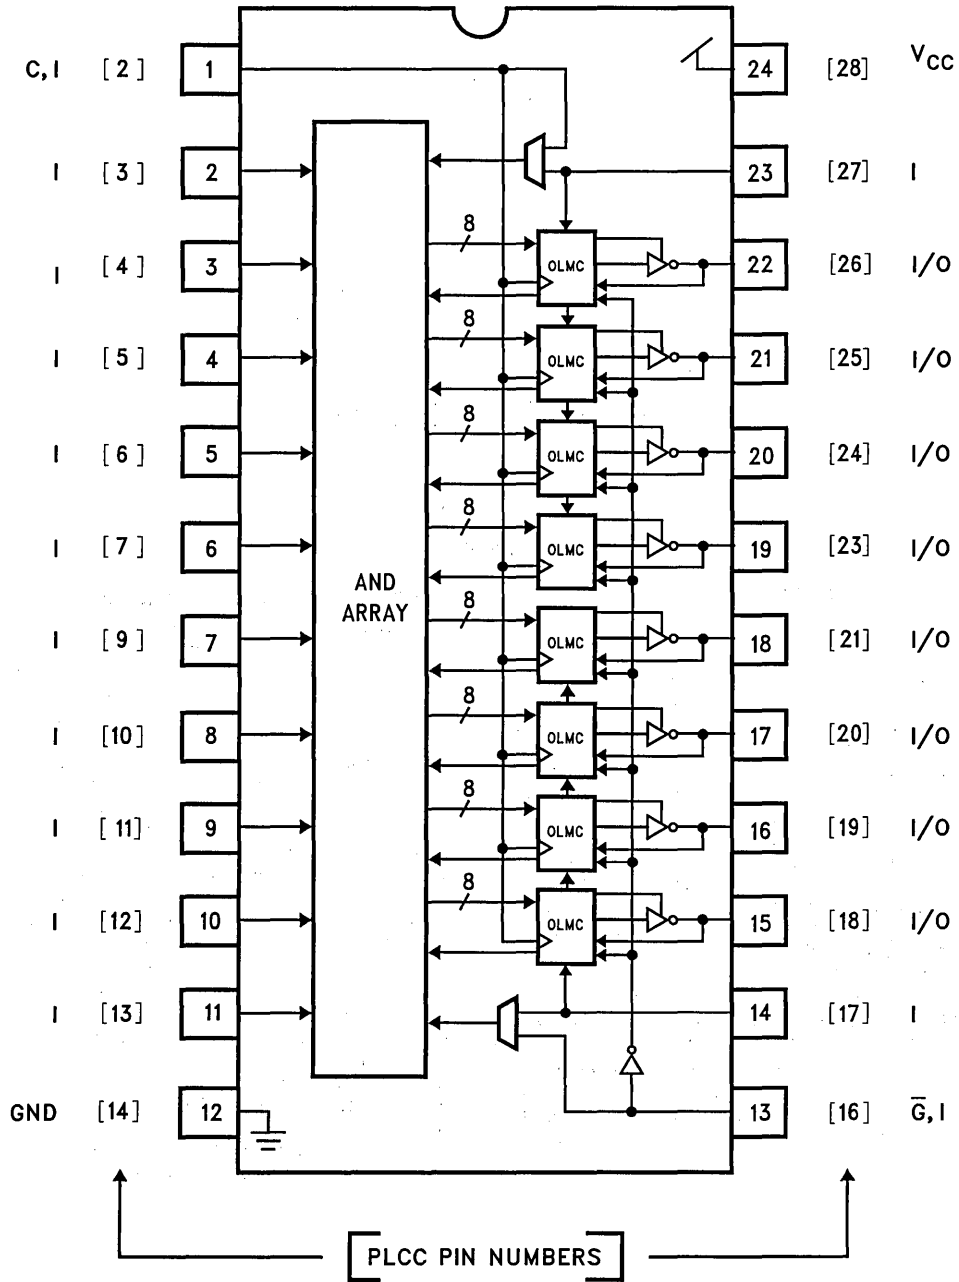 C, I [2] 1 24 [28] VCC
I [3] 2 23 [27] I
8
I [4] 3 OLMC 22 [26] I/O
8
I [5] 4 OLMC 21 [25] I/O
8
I [6] 5 OLMC 20 [24] I/O
8
I [7] 6 OLMC 19 [23] I/O
AND
ARRAY
8
I [9] 7 OLMC 18 [21] I/O
8
I [10] 8 OLMC 17 [20] I/O
8
I [11] 9 OLMC 16 [19] I/O
8
I [12] 10 OLMC 15 [18] I/O
I [13] 11 14 [17] I
GND [14] 12 13 [16] G̅, I
[PLCC PIN NUMBERS]